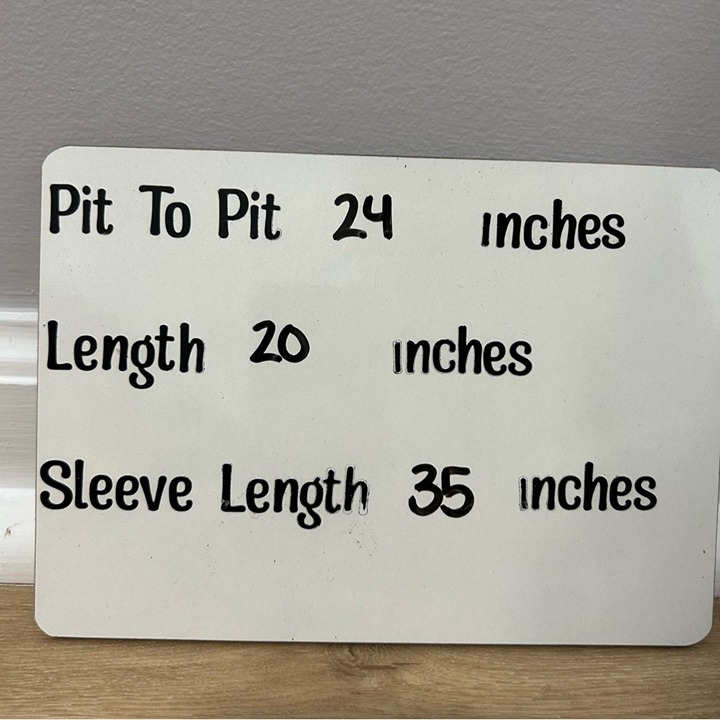 Pit To Pit 24 inches
Length 20 inches
Sleeve Length 35 inches